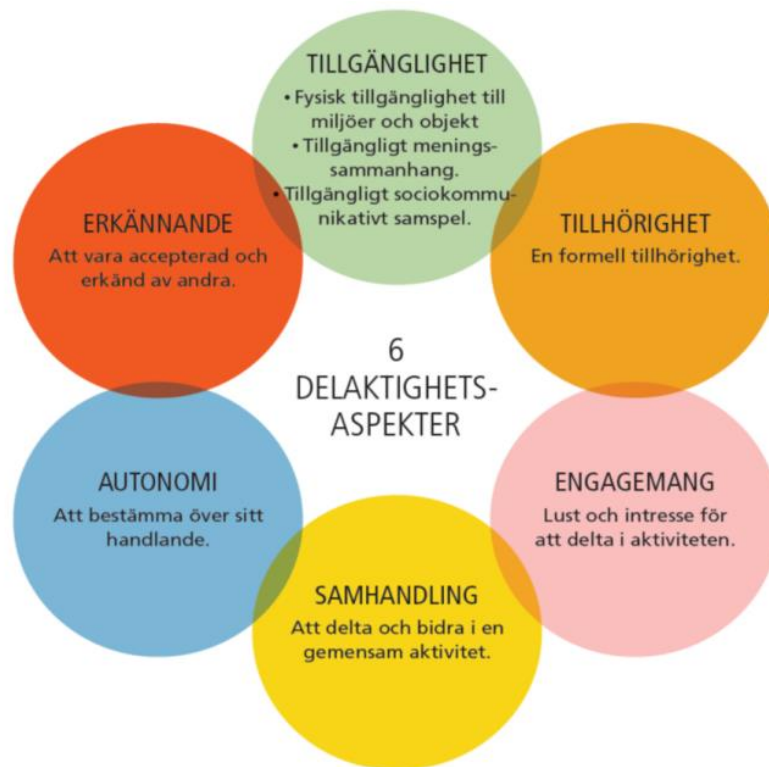 TILLGÄNGLIGHET
• Fysisk tillgänglighet till
miljöer och objekt
• Tillgängligt menings-
sammanhang.
• Tillgängligt sociokommu-
nikativt samspel.
TILLHÖRIGHET
En formell tillhörighet.
ENGAGEMANG
Lust och intresse för
att delta i aktiviteten.
SAMHANDLING
Att delta och bidra i en
gemensam aktivitet.
AUTONOMI
Att bestämma över sitt
handlande.
ERKÄNNANDE
Att vara accepterad och
erkänd av andra.
6
DELAKTIGHETS-
ASPEKTER